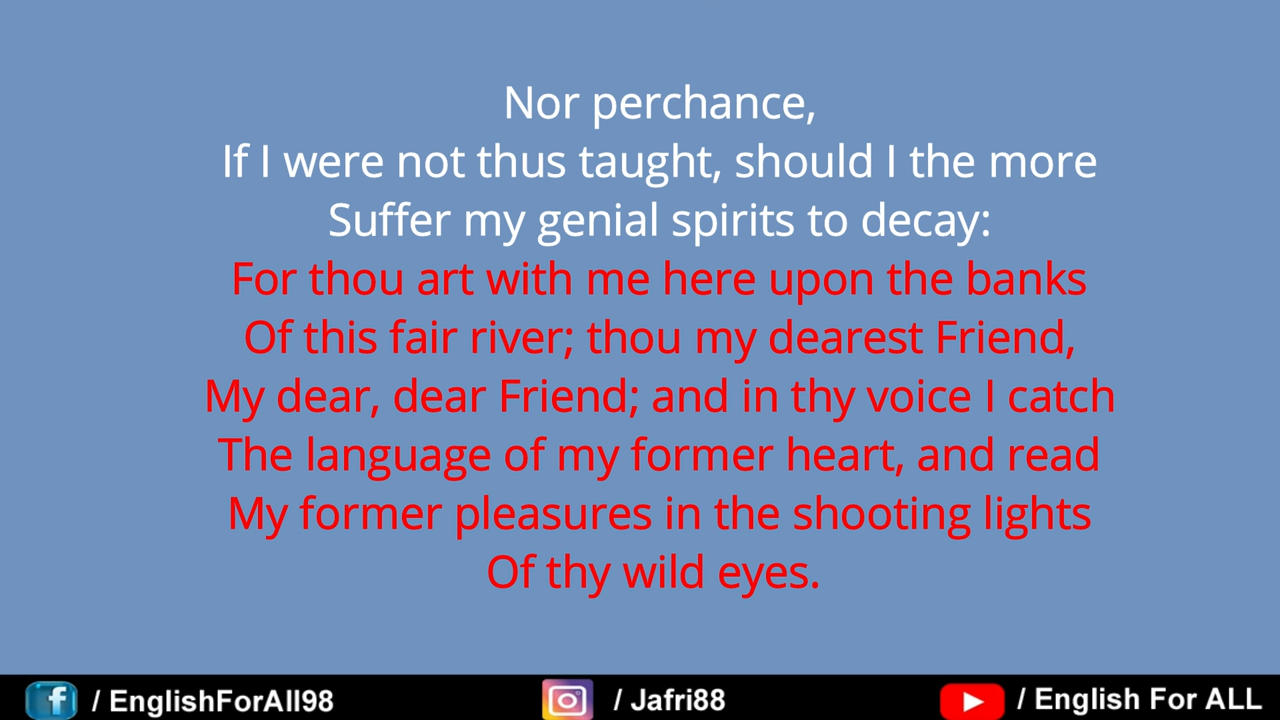 Nor perchance,
If I were not thus taught, should I the more
Suffer my genial spirits to decay:
For thou art with me here upon the banks
Of this fair river; thou my dearest Friend,
My dear, dear Friend; and in thy voice I catch
The language of my former heart, and read
My former pleasures in the shooting lights
Of thy wild eyes.
/ EnglishForAll98 / Jafri88 / English For ALL